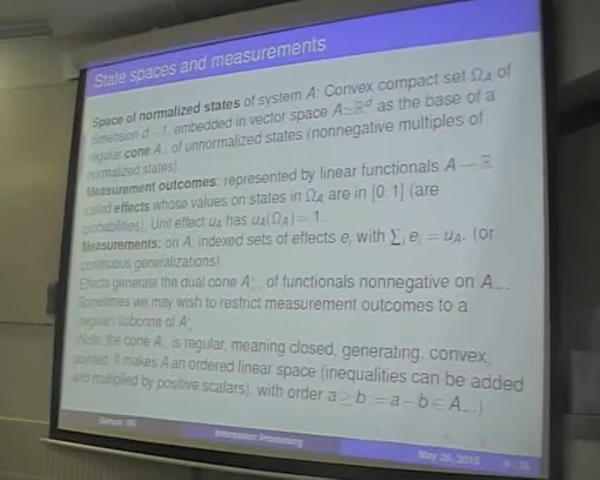 State spaces and measurements
Space of normalized states of system A: Convex compact set Ω_A of
dimension d − 1, embedded in vector space A ≃ ℝ^d as the base of a
regular cone A₊ of unnormalized states (nonnegative multiples of
normalized states).
Measurement outcomes: represented by linear functionals A → ℝ
called effects whose values on states in Ω_A are in [0, 1] (are
probabilities). Unit effect u_A has u_A(Ω_A) = 1.
Measurements: on A: indexed sets of effects e_i with ∑_i e_i = u_A. (or
continuous generalizations).
Effects generate the dual cone A*₊ of functionals nonnegative on A₊.
Sometimes we may wish to restrict measurement outcomes to a
(regular) subcone of A*₊.
(Note: the cone A₊ is regular, meaning closed, generating, convex,
pointed. It makes A an ordered linear space (inequalities can be added
and multiplied by positive scalars), with order a ≥ b := a − b ∈ A₊.)
Information Processing
May 26, 2010